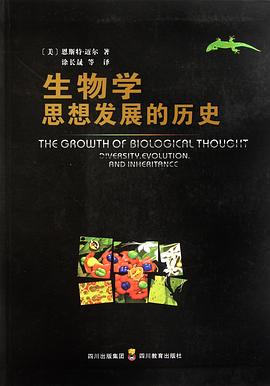 〔美〕恩斯特·迈尔 著
涂长晟 等 译
生物学
思想发展的历史
THE GROWTH OF BIOLOGICAL THOUGHT
DIVERSITY, EVOLUTION,
AND INHERITANCE
四川出版集团 四川教育出版社